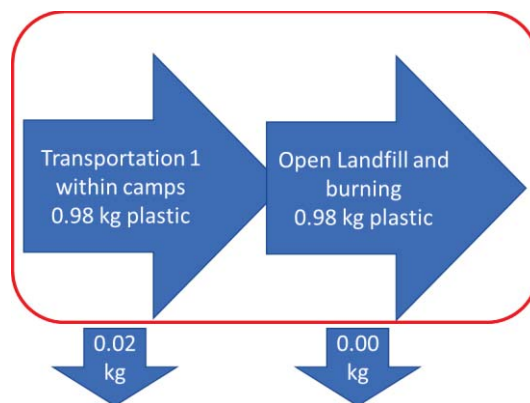 Transportation 1
within camps
0.98 kg plastic
Open Landfill and
burning
0.98 kg plastic
0.02
kg
0.00
kg